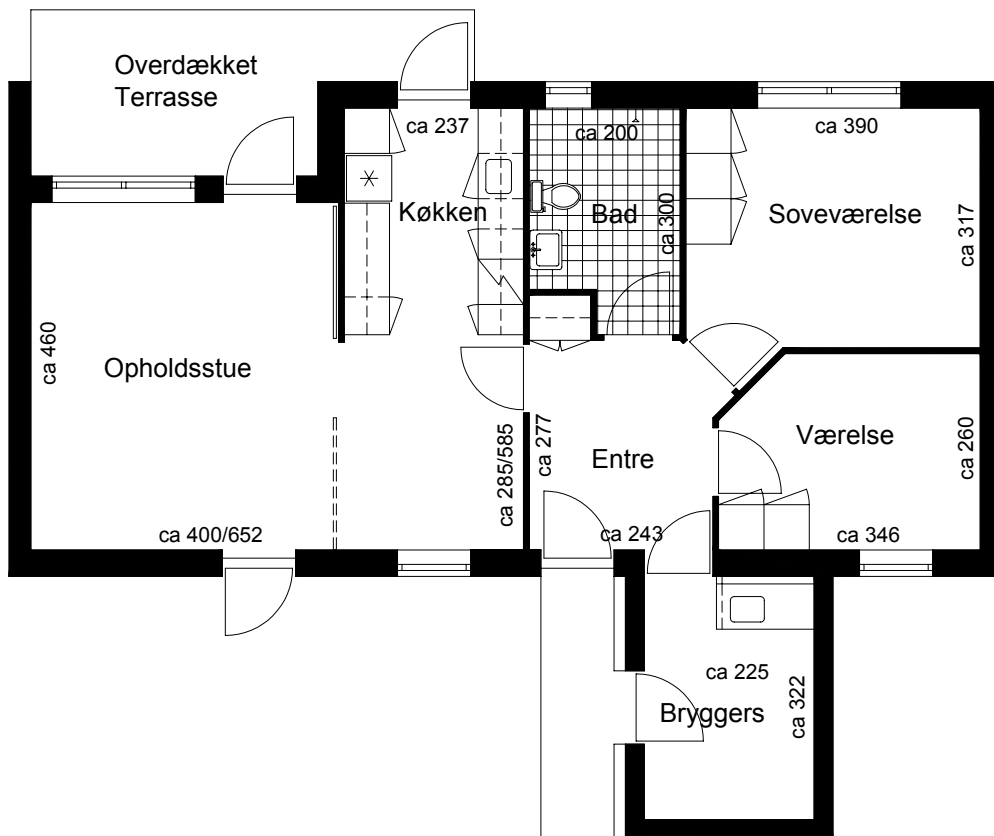 Overdækket
Terrasse
ca 237
ca 200
ca 390
Køkken
Bad
ca 300
Soveværelse
ca 317
ca 460
Opholdsstue
ca 285/585
ca 277
Entre
Værelse
ca 260
ca 400/652
ca 243
ca 346
ca 225
Bryggers
ca 322